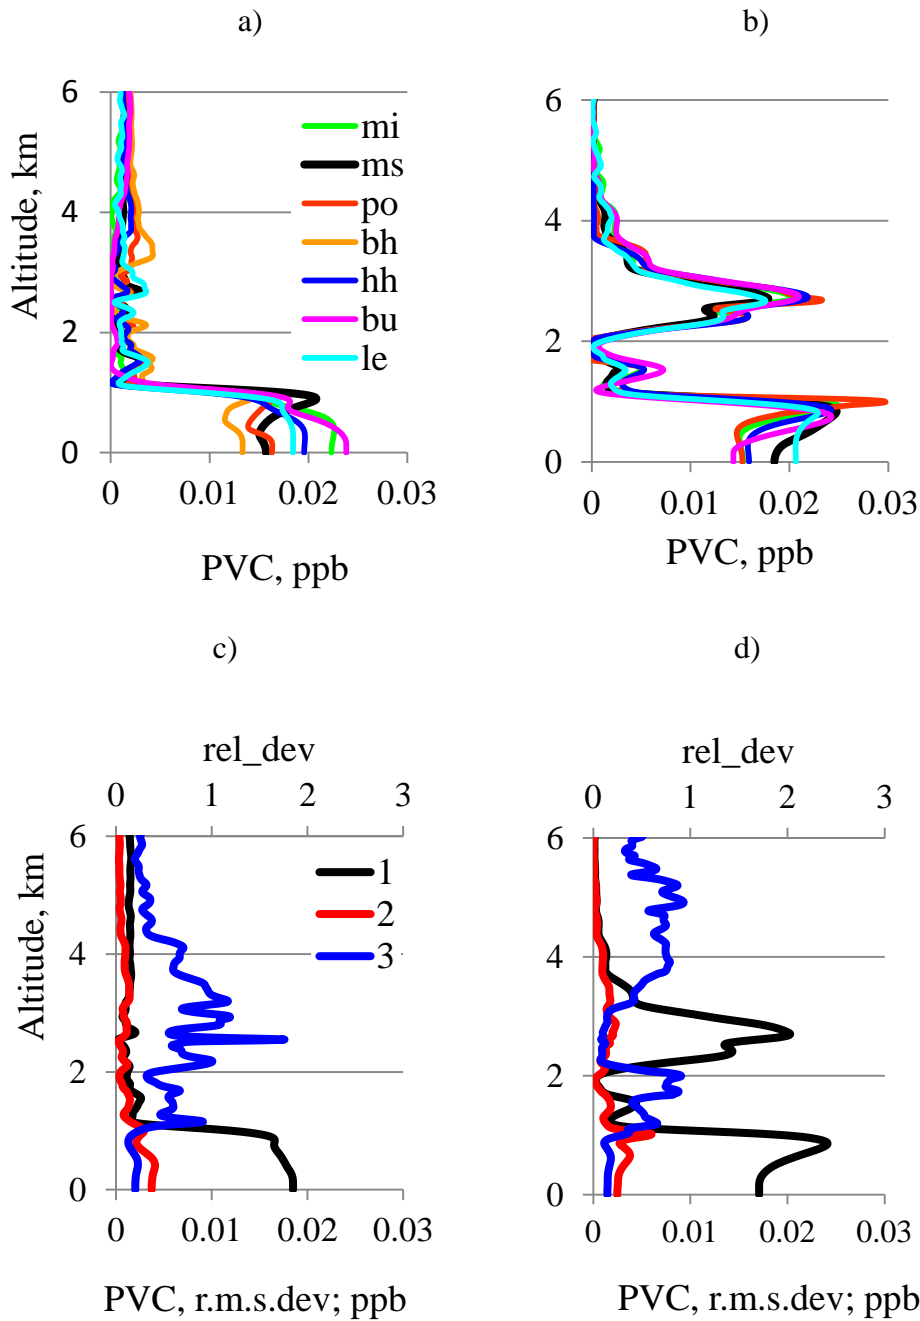 a)
b)
6
4
2
0
Altitude, km
mi
ms
po
bh
hh
bu
le
0
0.01
0.02
0.03
PVC, ppb
6
4
2
0
0
0.01
0.02
0.03
PVC, ppb
c)
d)
rel_dev
0 1 2 3
6
4
2
0
Altitude, km
1
2
3
0
0.01
0.02
0.03
PVC, r.m.s.dev; ppb
rel_dev
0 1 2 3
6
4
2
0
0
0.01
0.02
0.03
PVC, r.m.s.dev; ppb